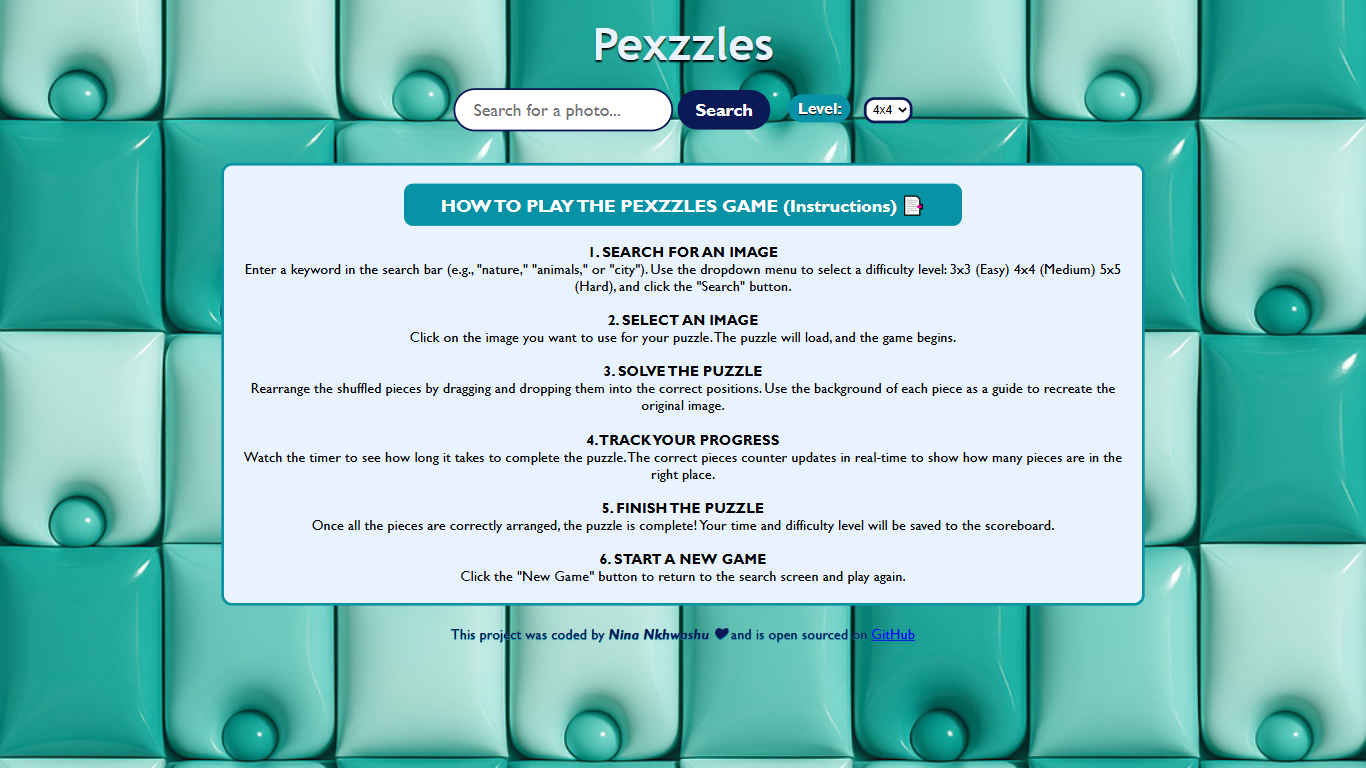 Pexzzles
Search for a photo...
Search
Level:
4x4
HOW TO PLAY THE PEXZZLES GAME (Instructions) 📑
1. SEARCH FOR AN IMAGE
Enter a keyword in the search bar (e.g., "nature," "animals," or "city"). Use the dropdown menu to select a difficulty level: 3x3 (Easy) 4x4 (Medium) 5x5
(Hard), and click the "Search" button.
2. SELECT AN IMAGE
Click on the image you want to use for your puzzle. The puzzle will load, and the game begins.
3. SOLVE THE PUZZLE
Rearrange the shuffled pieces by dragging and dropping them into the correct positions. Use the background of each piece as a guide to recreate the
original image.
4. TRACK YOUR PROGRESS
Watch the timer to see how long it takes to complete the puzzle. The correct pieces counter updates in real-time to show how many pieces are in the
right place.
5. FINISH THE PUZZLE
Once all the pieces are correctly arranged, the puzzle is complete! Your time and difficulty level will be saved to the scoreboard.
6. START A NEW GAME
Click the "New Game" button to return to the search screen and play again.
This project was coded by Nina Nkhwashu 🖤 and is open sourced on GitHub